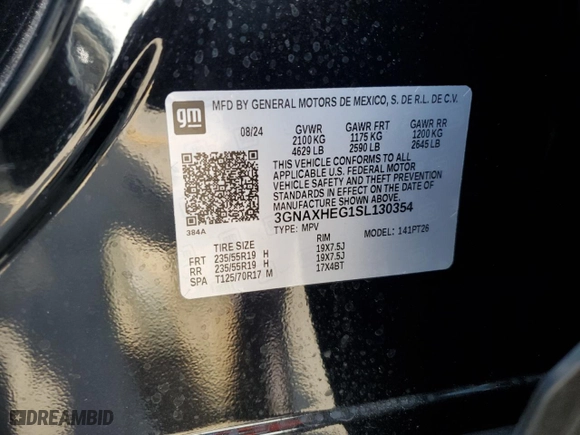 gm
MFD BY GENERAL MOTORS DE MEXICO, S. DE R.L. DE C.V.
08/24 GVWR GAWR FRT GAWR RR
2100 KG 1175 KG 1200 KG
4629 LB 2590 LB 2645 LB
THIS VEHICLE CONFORMS TO ALL
APPLICABLE U.S. FEDERAL MOTOR
VEHICLE SAFETY AND THEFT PREVENTION
STANDARDS IN EFFECT ON THE DATE OF
MANUFACTURE SHOWN ABOVE.
3GNAXHEG1SL130354
384A TYPE: MPV MODEL: 141PT26
TIRE SIZE RIM
FRT 235/55R19 H 19X7.5J
RR 235/55R19 H 19X7.5J
SPA T125/70R17 M 17X4BT
DREAMBID